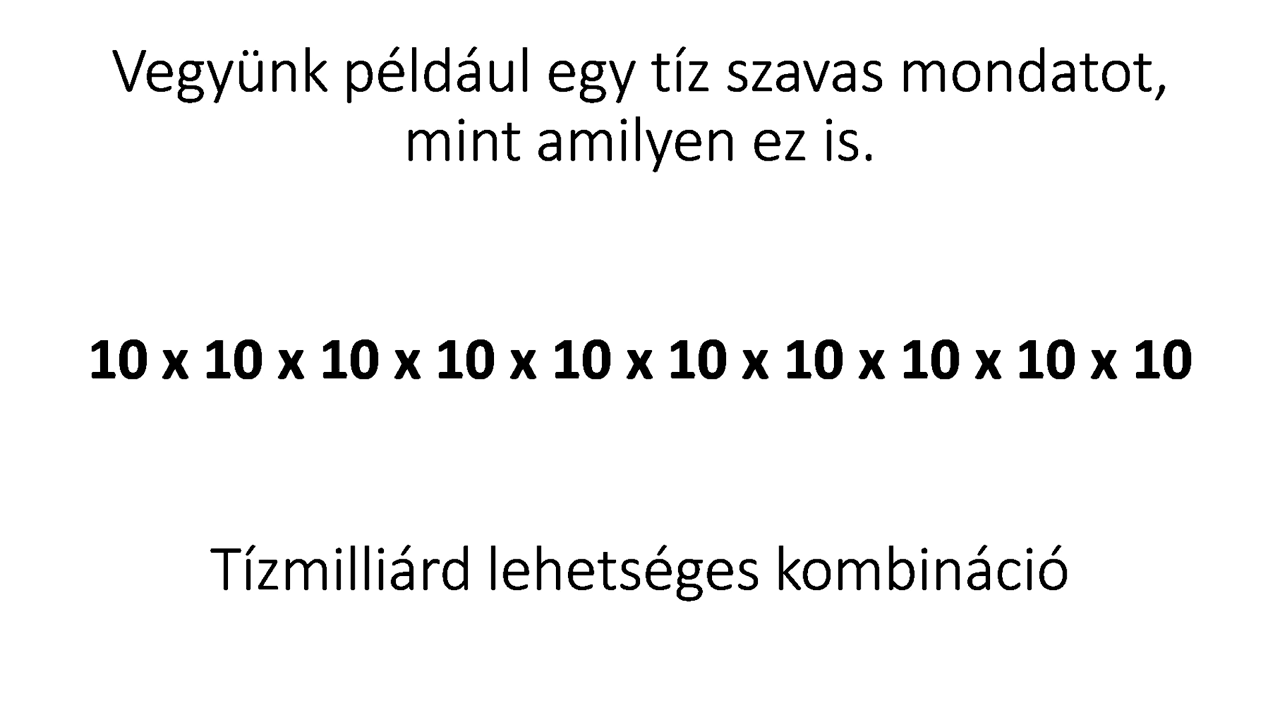 Vegyünk például egy tíz szavas mondatot,
mint amilyen ez is.
10 x 10 x 10 x 10 x 10 x 10 x 10 x 10 x 10 x 10
Tízmilliárd lehetséges kombináció